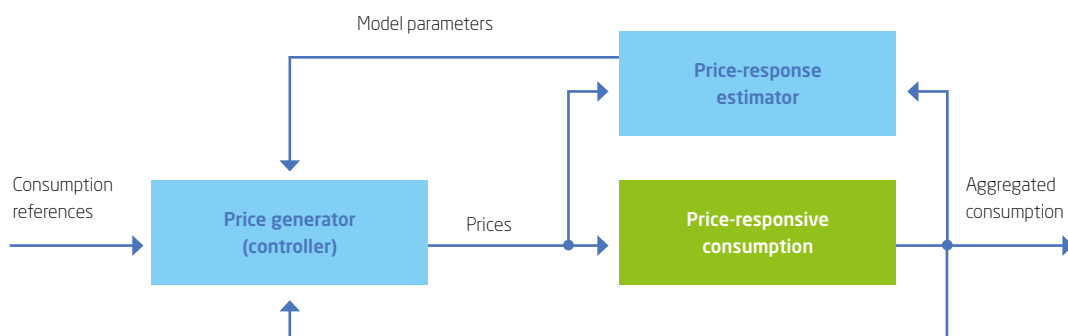 Model parameters
Price-response
estimator
Consumption
references
Price generator
(controller)
Prices
Price-responsive
consumption
Aggregated
consumption